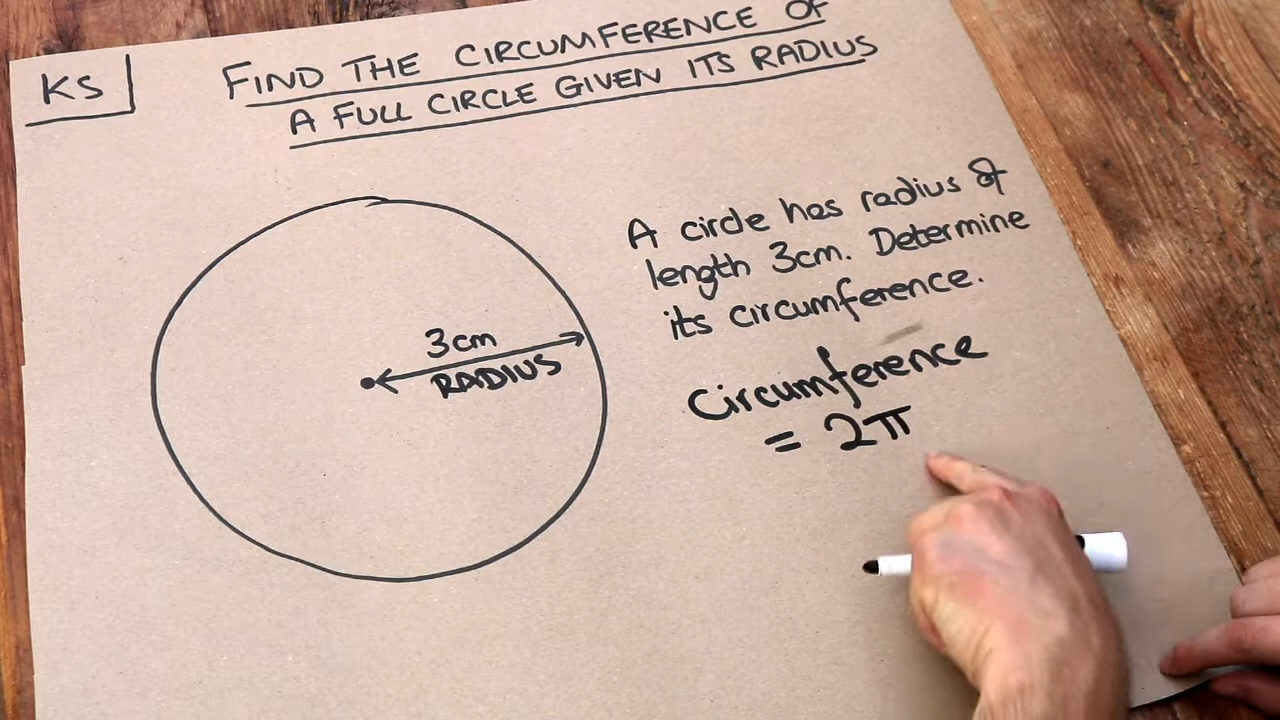 KS
FIND THE CIRCUMFERENCE OF
A FULL CIRCLE GIVEN ITS RADIUS
A circle has radius of
length 3cm. Determine
its circumference.
3cm
RADIUS
Circumference
= 2π